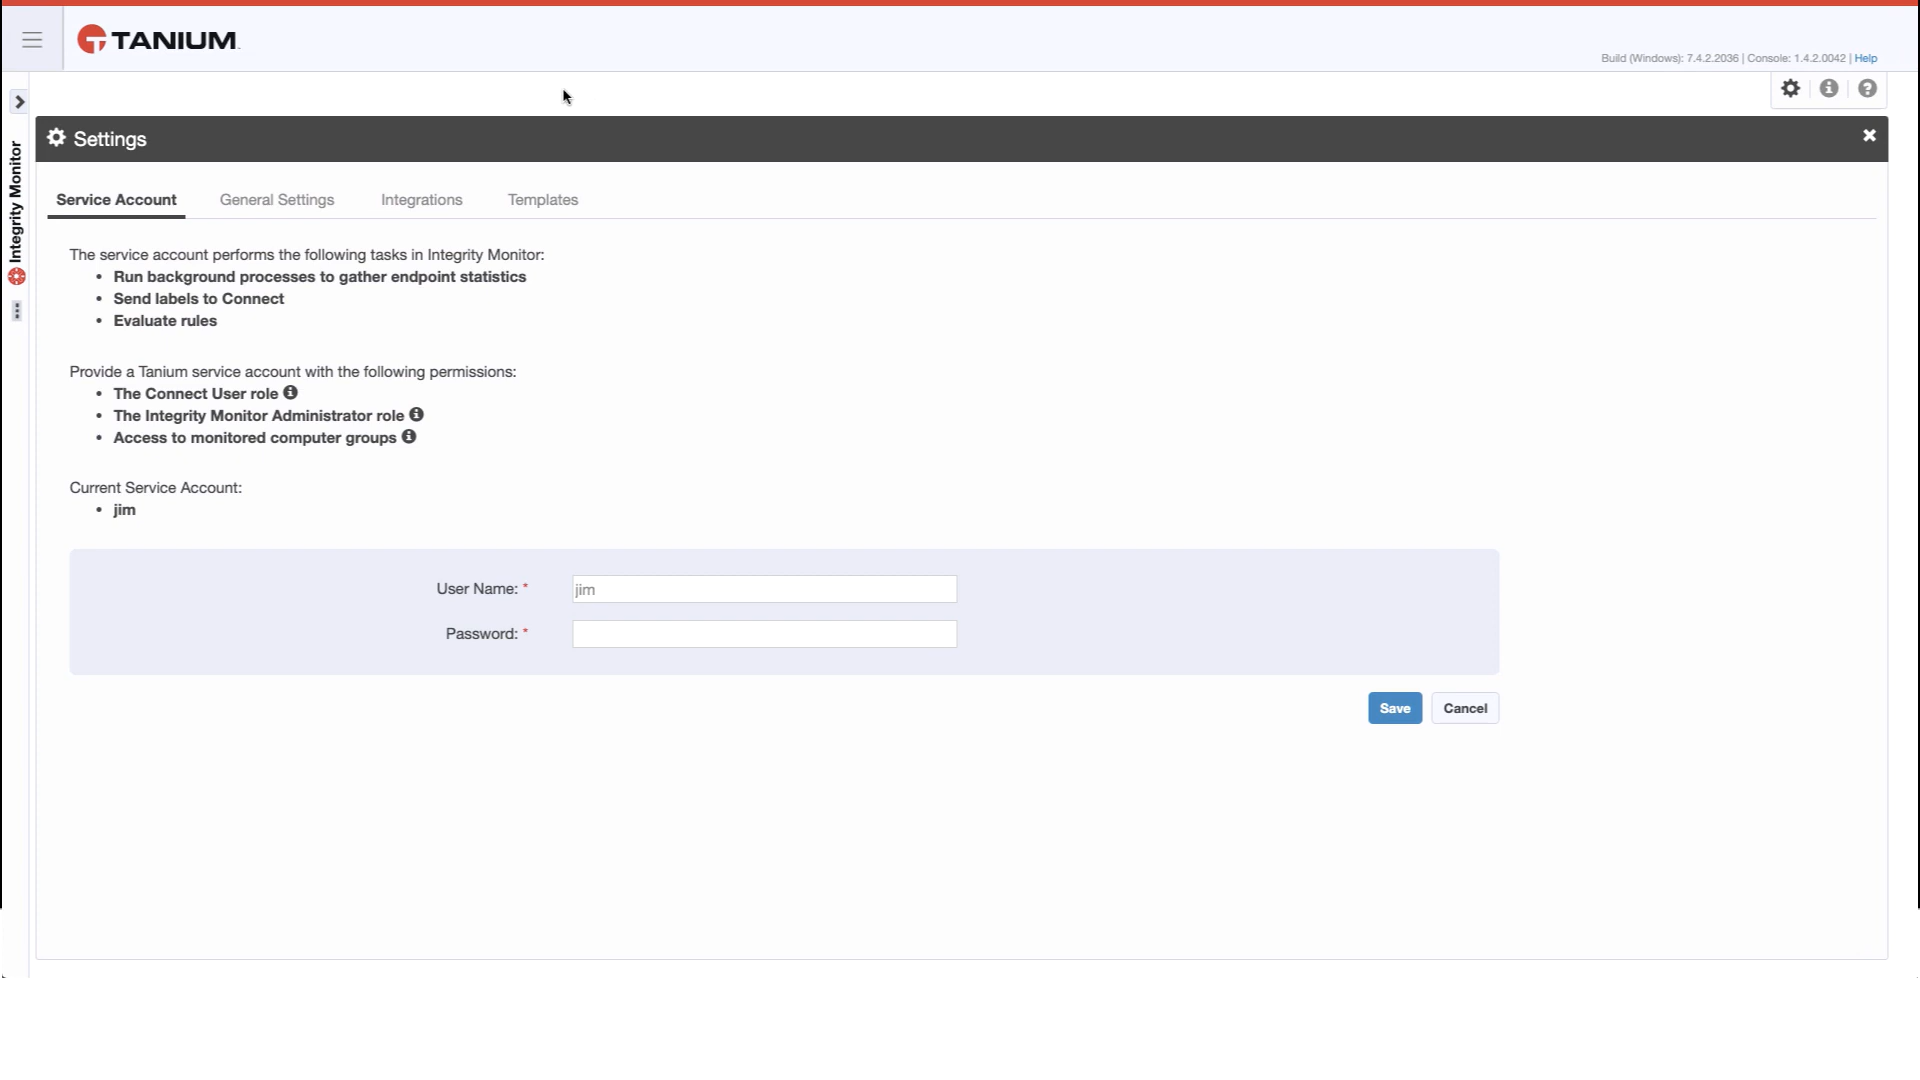 TANIUM
Build (Windows): 7.4.2.2036 | Console: 1.4.2.0042 | Help
Integrity Monitor
Settings
Service Account
General Settings
Integrations
Templates
The service account performs the following tasks in Integrity Monitor:
• Run background processes to gather endpoint statistics
• Send labels to Connect
• Evaluate rules
Provide a Tanium service account with the following permissions:
• The Connect User role
• The Integrity Monitor Administrator role
• Access to monitored computer groups
Current Service Account:
• jim
User Name: *
jim
Password: *
Save
Cancel